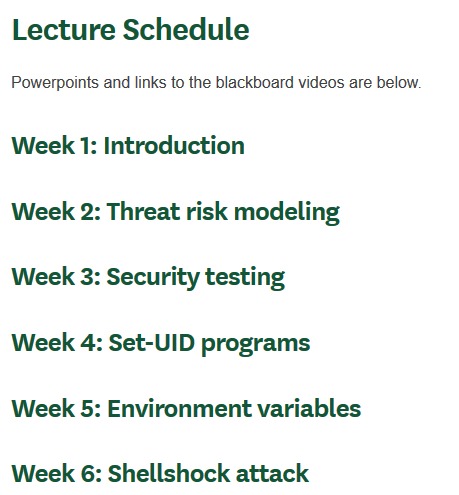 Lecture Schedule
Powerpoints and links to the blackboard videos are below.
Week 1: Introduction
Week 2: Threat risk modeling
Week 3: Security testing
Week 4: Set-UID programs
Week 5: Environment variables
Week 6: Shellshock attack